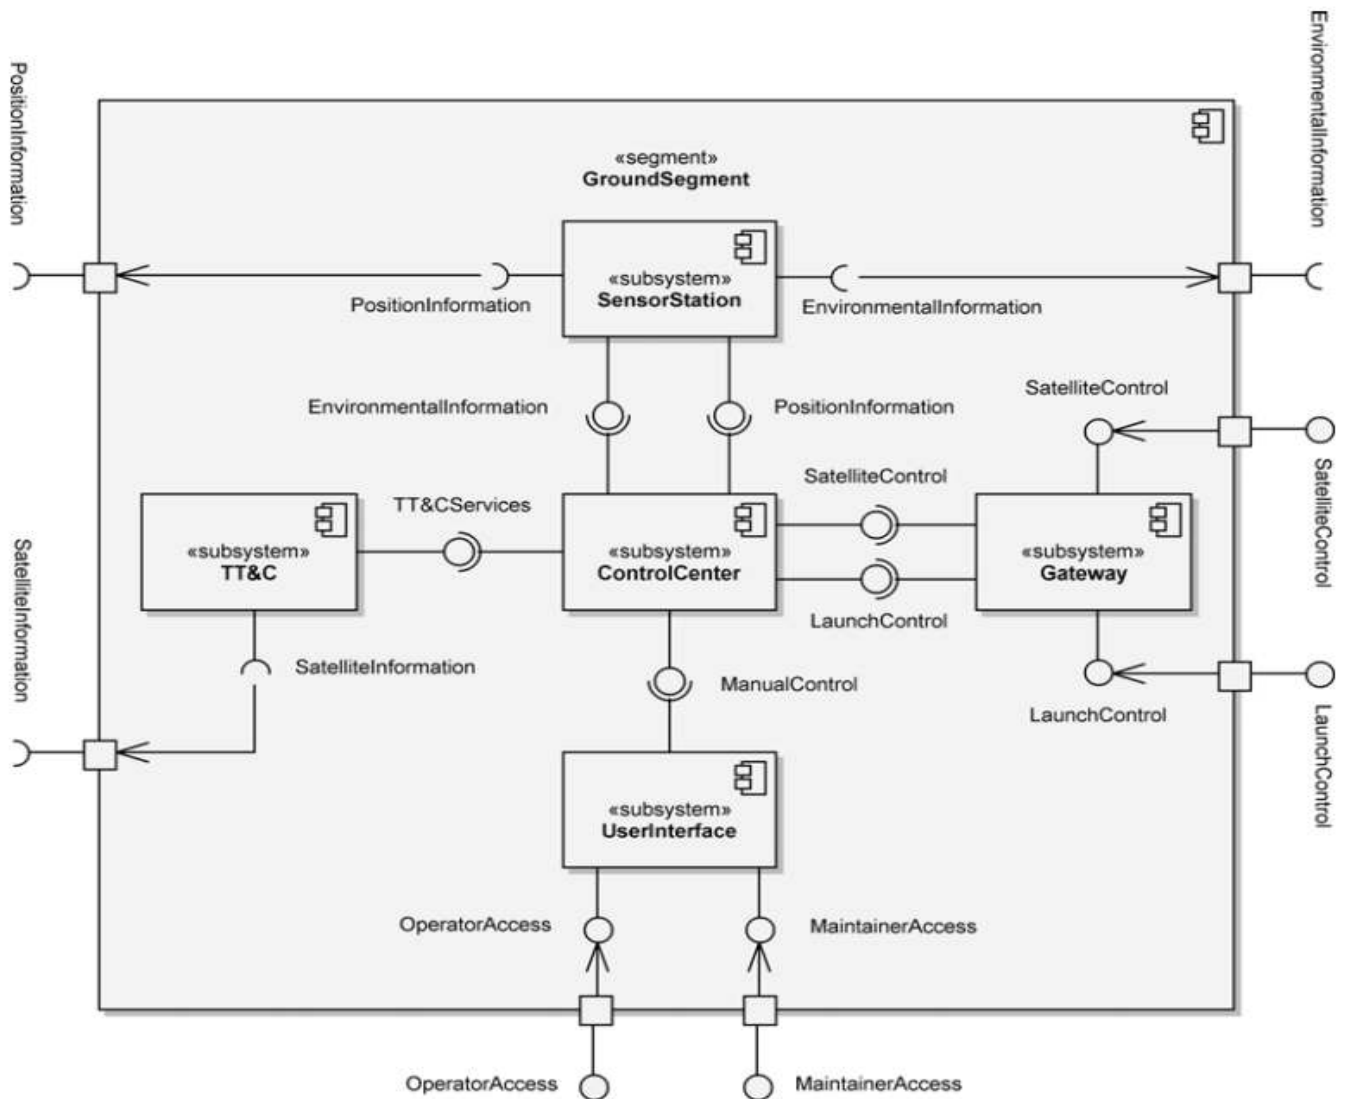 EnvironmentalInformation
PositionInformation
«segment»
GroundSegment
«subsystem»
SensorStation
PositionInformation
EnvironmentalInformation
SatelliteControl
EnvironmentalInformation
PositionInformation
SatelliteControl
SatelliteControl
TT&CServices
«subsystem»
TT&C
«subsystem»
ControlCenter
«subsystem»
Gateway
SatelliteInformation
LaunchControl
SatelliteInformation
ManualControl
LaunchControl
LaunchControl
«subsystem»
UserInterface
OperatorAccess
MaintainerAccess
OperatorAccess
MaintainerAccess